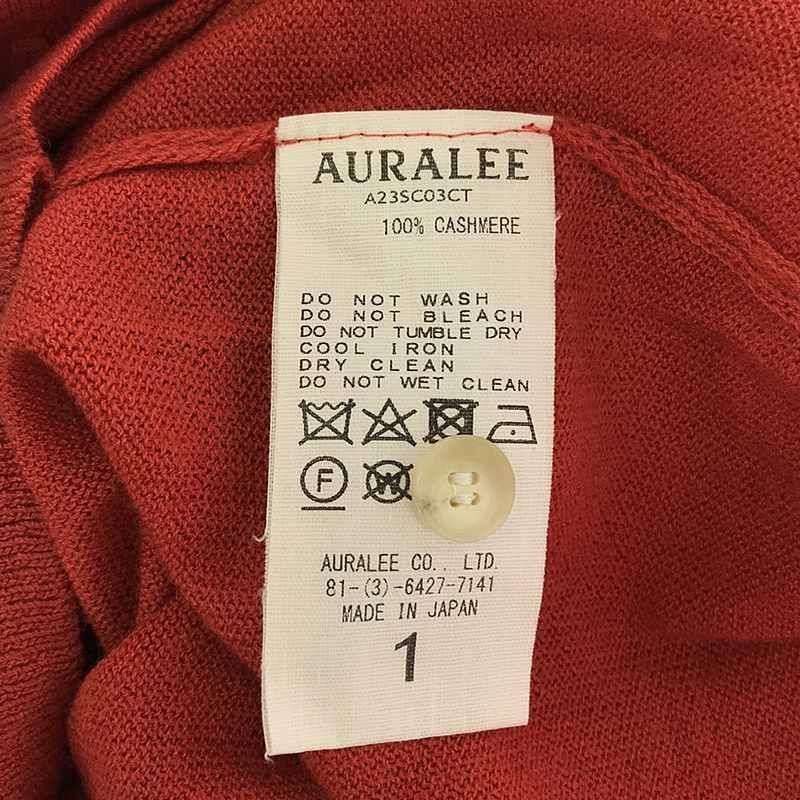 AURALEE
A23SC03CT
100% CASHMERE
DO NOT WASH
DO NOT BLEACH
DO NOT TUMBLE DRY
COOL IRON
DRY CLEAN
DO NOT WET CLEAN
F W
AURALEE CO., LTD.
81-(3)-6427-7141
MADE IN JAPAN
1